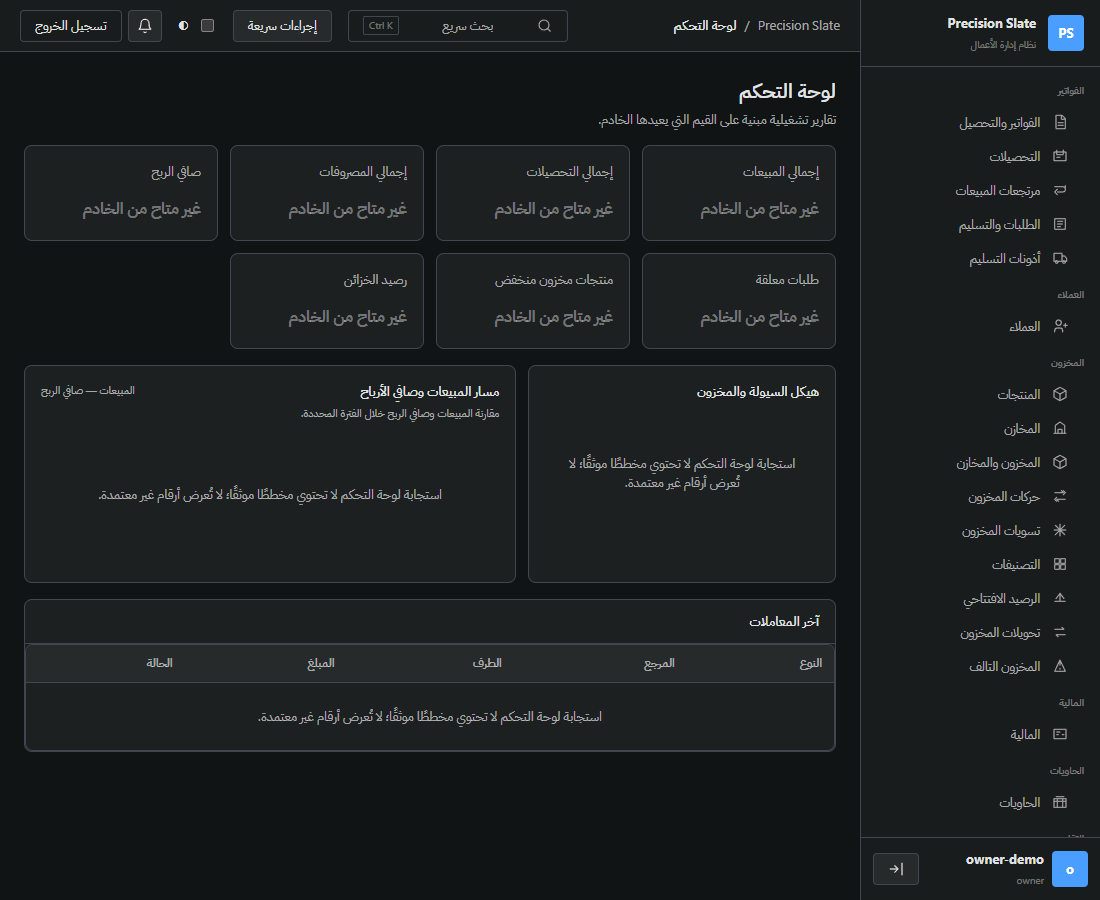 PS
Precision Slate
نظام إدارة الأعمال
Precision Slate / لوحة التحكم
بحث سريع
Ctrl K
إجراءات سريعة
تسجيل الخروج
الفواتير
الفواتير والتحصيل
التحصيلات
مرتجعات المبيعات
الطلبات والتسليم
أذونات التسليم
العملاء
العملاء
المخزون
المنتجات
المخازن
المخزون والمخازن
حركات المخزون
تسويات المخزون
التصنيفات
الرصيد الافتتاحي
تحويلات المخزون
المخزون التالف
المالية
المالية
الحاويات
الحاويات
o
owner-demo
owner
لوحة التحكم
تقارير تشغيلية مبنية على القيم التي يعيدها الخادم.
إجمالي المبيعات
غير متاح من الخادم
إجمالي التحصيلات
غير متاح من الخادم
إجمالي المصروفات
غير متاح من الخادم
صافي الربح
غير متاح من الخادم
طلبات معلقة
غير متاح من الخادم
منتجات مخزون منخفض
غير متاح من الخادم
رصيد الخزائن
غير متاح من الخادم
هيكل السيولة والمخزون
استجابة لوحة التحكم لا تحتوي مخططًا موثقًا؛ لا
تُعرض أرقام غير معتمدة.
مسار المبيعات وصافي الأرباح
المبيعات — صافي الربح
مقارنة المبيعات وصافي الربح خلال الفترة المحددة.
استجابة لوحة التحكم لا تحتوي مخططًا موثقًا؛ لا تُعرض أرقام غير معتمدة.
آخر المعاملات
النوع المرجع الطرف المبلغ الحالة
استجابة لوحة التحكم لا تحتوي مخططًا موثقًا؛ لا تُعرض أرقام غير معتمدة.